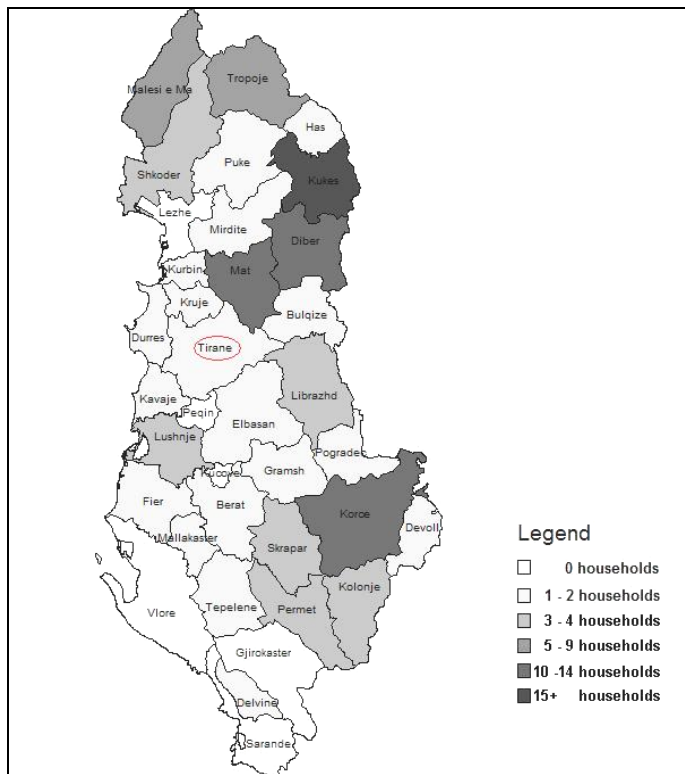 Malesi e Ma
Tropoje
Has
Puke
Shkoder
Kukes
Lezhe
Mirdite
Diber
Kurbin
Mat
Kruje
Bulqize
Durres
Tirane
Librazhd
Kavaje
Peqin
Elbasan
Lushnje
Pogradec
Gramsh
Kucove
Fier
Berat
Korce
Devoll
Mallakaster
Skrapar
Kolonje
Vlore
Tepelene
Permet
Gjirokaster
Delvine
Sarande
Legend
0 households
1 - 2 households
3 - 4 households
5 - 9 households
10 -14 households
15+ households